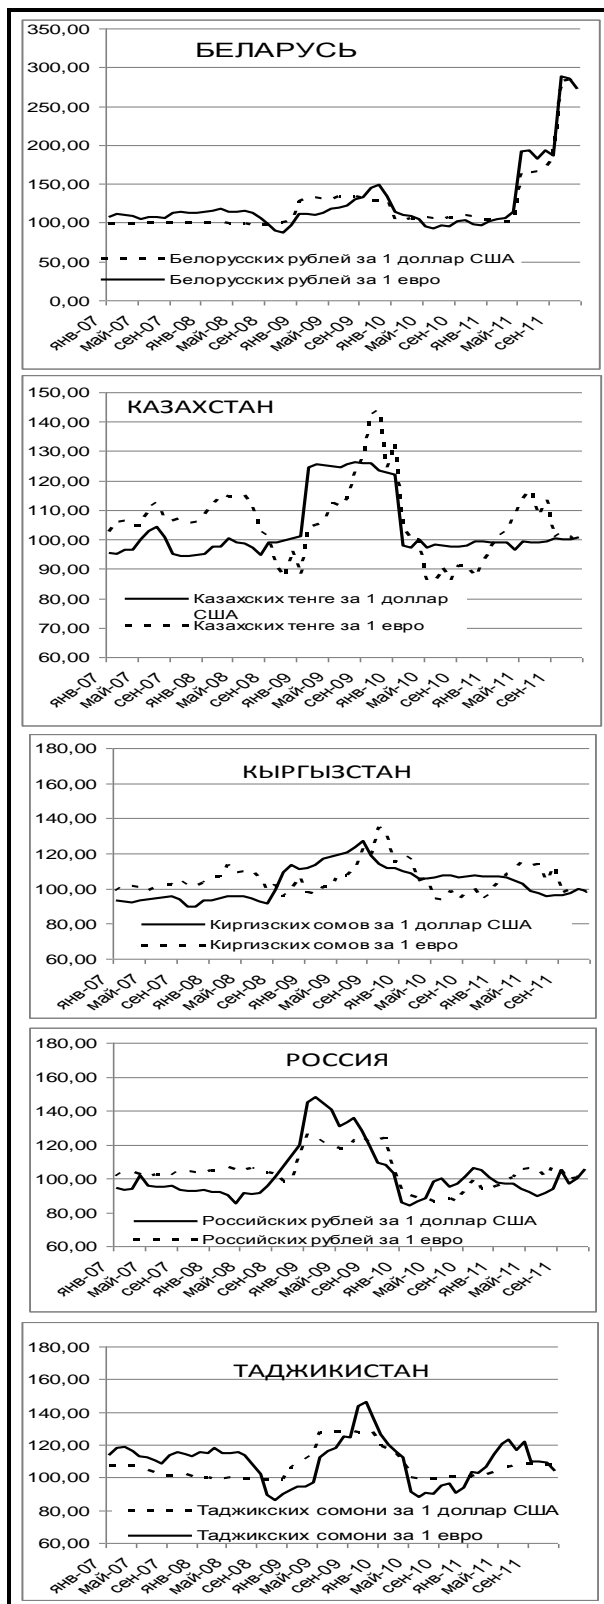 БЕЛАРУСЬ
350,00
300,00
250,00
200,00
150,00
100,00
50,00
0,00
Белорусских рублей за 1 доллар США
Белорусских рублей за 1 евро
янв-07
май-07
сен-07
янв-08
май-08
сен-08
янв-09
май-09
сен-09
янв-10
май-10
сен-10
янв-11
май-11
сен-11
КАЗАХСТАН
150,00
140,00
130,00
120,00
110,00
100,00
90,00
80,00
70,00
60,00
Казахских тенге за 1 доллар
США
Казахских тенге за 1 евро
янв-07
май-07
сен-07
янв-08
май-08
сен-08
янв-09
май-09
сен-09
янв-10
май-10
сен-10
янв-11
май-11
сен-11
КЫРГЫЗСТАН
180,00
160,00
140,00
120,00
100,00
80,00
60,00
Киргизских сомов за 1 доллар США
Киргизских сомов за 1 евро
янв-07
май-07
сен-07
янв-08
май-08
сен-08
янв-09
май-09
сен-09
янв-10
май-10
сен-10
янв-11
май-11
сен-11
РОССИЯ
180,00
160,00
140,00
120,00
100,00
80,00
60,00
Российских рублей за 1 доллар США
Российских рублей за 1 евро
янв-07
май-07
сен-07
янв-08
май-08
сен-08
янв-09
май-09
сен-09
янв-10
май-10
сен-10
янв-11
май-11
сен-11
ТАДЖИКИСТАН
180,00
160,00
140,00
120,00
100,00
80,00
60,00
Таджикских сомони за 1 доллар США
Таджикских сомони за 1 евро
янв-07
май-07
сен-07
янв-08
май-08
сен-08
янв-09
май-09
сен-09
янв-10
май-10
сен-10
янв-11
май-11
сен-11